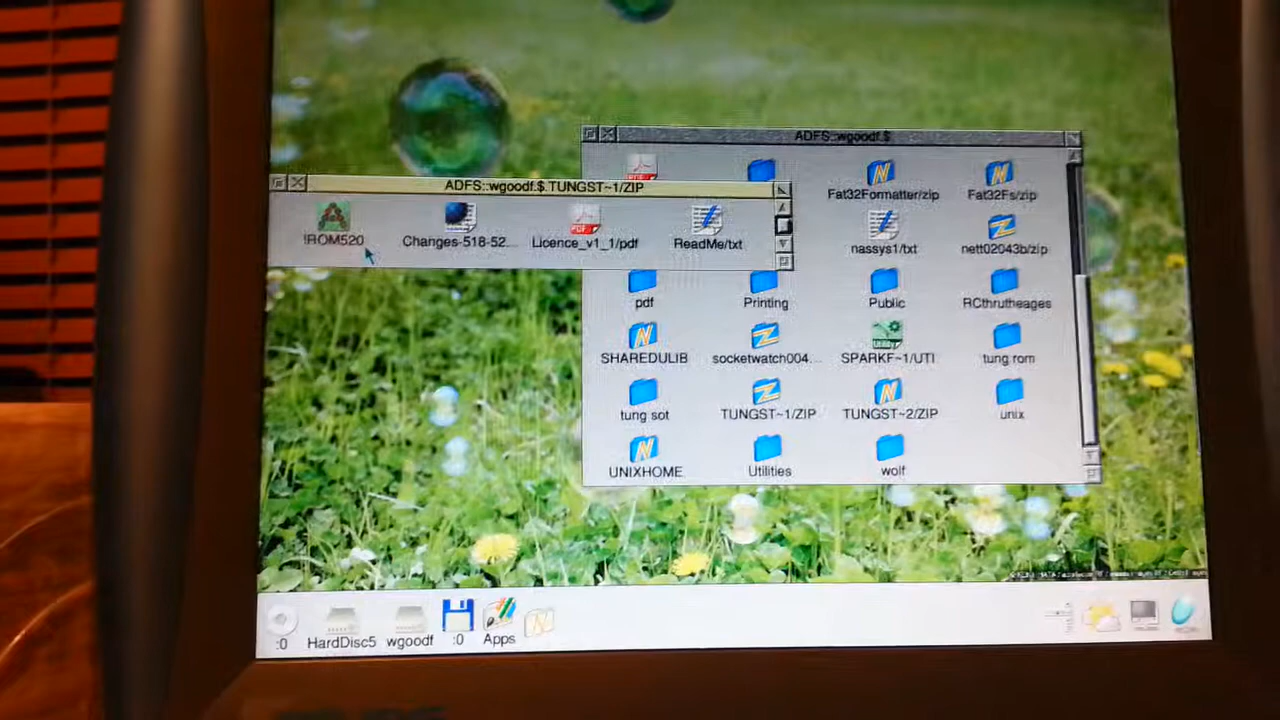 ADFS::wgoodf.$
Fat32Formatter/zip
Fat32Fs/zip
ADFS::wgoodf.$.TUNGST~1/ZIP
!ROM520
Changes-518-52...
Licence_v1_1/pdf
ReadMe/txt
nassys1/txt
nett02043b/zip
pdf
Printing
Public
RCthrutheages
SHAREDULIB
socketwatch004...
SPARKF~1/UTI
tung rom
tung sot
TUNGST~1/ZIP
TUNGST~2/ZIP
unix
UNIXHOME
Utilities
wolf
:0
HardDisc5
wgoodf
:0
Apps